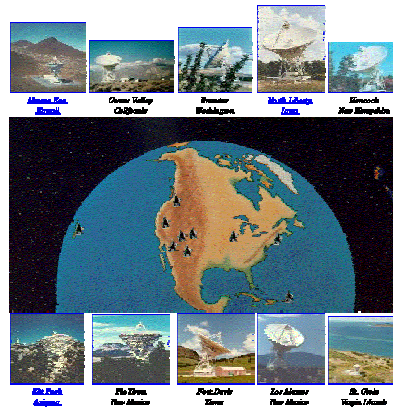 Mauna Kea
Hawaii
Owens Valley
California
Brewster
Washington
North Liberty
Iowa
Hancock
New Hampshire
Kitt Peak
Arizona
Pie Town
New Mexico
Fort Davis
Texas
Los Alamos
New Mexico
St. Croix
Virgin Islands